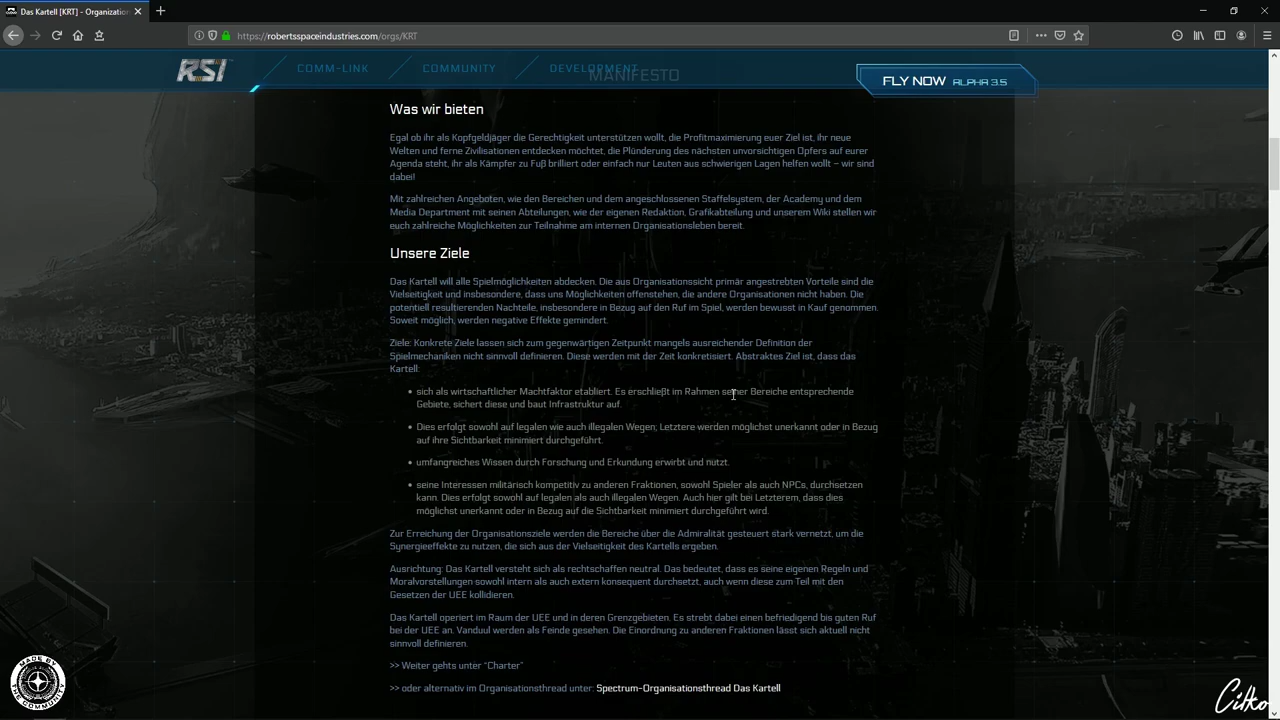 Das Kartell [KRT] - Organization
https://robertsspaceindustries.com/orgs/KRT
RSI
COMM-LINK
COMMUNITY
DEVELOPMENT
MANIFESTO
FLY NOW ALPHA 3.5
Was wir bieten
Egal ob ihr als Kopfgeldjäger die Gerechtigkeit unterstützen wollt, die Profitmaximierung euer Ziel ist, ihr neue
Welten und ferne Zivilisationen entdecken möchtet, die Plünderung des nächsten unvorsichtigen Opfers auf eurer
Agenda steht, ihr als Kämpfer zu Fuß brilliert oder einfach nur Leuten aus schwierigen Lagen helfen wollt – wir sind
dabei!
Mit zahlreichen Angeboten, wie den Bereichen und dem angeschlossenen Staffelsystem, der Academy und dem
Media Department mit seinen Abteilungen, wie der eigenen Redaktion, Grafikabteilung und unserem Wiki stellen wir
euch zahlreiche Möglichkeiten zur Teilnahme am internen Organisationsleben bereit.
Unsere Ziele
Das Kartell will alle Spielmöglichkeiten abdecken. Die aus Organisationssicht primär angestrebten Vorteile sind die
Vielseitigkeit und insbesondere, dass uns Möglichkeiten offenstehen, die andere Organisationen nicht haben. Die
potentiell resultierenden Nachteile, insbesondere in Bezug auf den Ruf im Spiel, werden bewusst in Kauf genommen.
Soweit möglich, werden negative Effekte gemindert.
Ziele: Konkrete Ziele lassen sich zum gegenwärtigen Zeitpunkt mangels ausreichender Definition der
Spielmechaniken nicht sinnvoll definieren. Diese werden mit der Zeit konkretisiert. Abstraktes Ziel ist, dass das
Kartell:
• sich als wirtschaftlicher Machtfaktor etabliert. Es erschließt im Rahmen seiner Bereiche entsprechende
Gebiete, sichert diese und baut Infrastruktur auf.
• Dies erfolgt sowohl auf legalen wie auch illegalen Wegen; Letztere werden möglichst unerkannt oder in Bezug
auf ihre Sichtbarkeit minimiert durchgeführt.
• umfangreiches Wissen durch Forschung und Erkundung erwirbt und nutzt.
• seine Interessen militärisch kompetitiv zu anderen Fraktionen, sowohl Spieler als auch NPCs, durchsetzen
kann. Dies erfolgt sowohl auf legalen als auch illegalen Wegen. Auch hier gilt bei Letzterem, dass dies
möglichst unerkannt oder in Bezug auf die Sichtbarkeit minimiert durchgeführt wird.
Zur Erreichung der Organisationsziele werden die Bereiche über die Admiralität gesteuert stark vernetzt, um die
Synergieeffekte zu nutzen, die sich aus der Vielseitigkeit des Kartells ergeben.
Ausrichtung: Das Kartell versteht sich als rechtschaffen neutral. Das bedeutet, dass es seine eigenen Regeln und
Moralvorstellungen sowohl intern als auch extern konsequent durchsetzt, auch wenn diese zum Teil mit den
Gesetzen der UEE kollidieren.
Das Kartell operiert im Raum der UEE und in deren Grenzgebieten. Es strebt dabei einen befriedigend bis guten Ruf
bei der UEE an. Vanduul werden als Feinde gesehen. Die Einordnung zu anderen Fraktionen lässt sich aktuell nicht
sinnvoll definieren.
>> Weiter gehts unter "Charter"
>> oder alternativ im Organisationsthread unter: Spectrum-Organisationsthread Das Kartell
MADE BY THE COMMUNITY